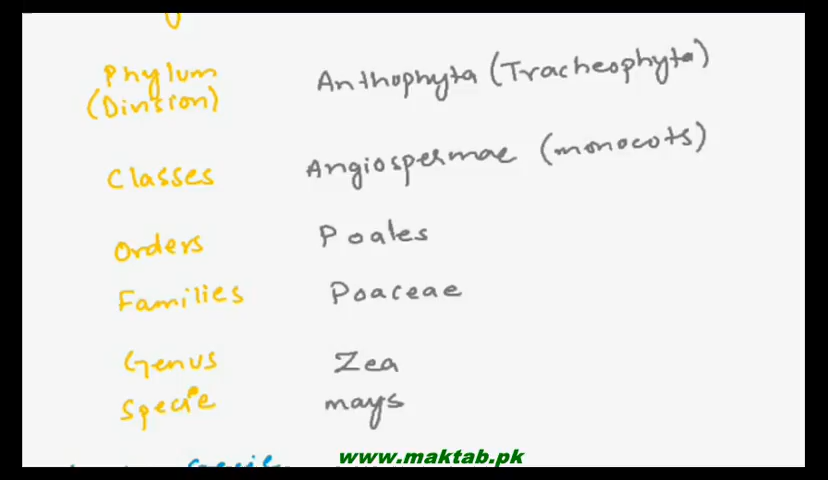 Phylum Anthophyta (Tracheophyta)
(Division)
Classes Angiospermae (monocots)
Orders Poales
Families Poaceae
Genus Zea
Specie mays
www.maktab.pk